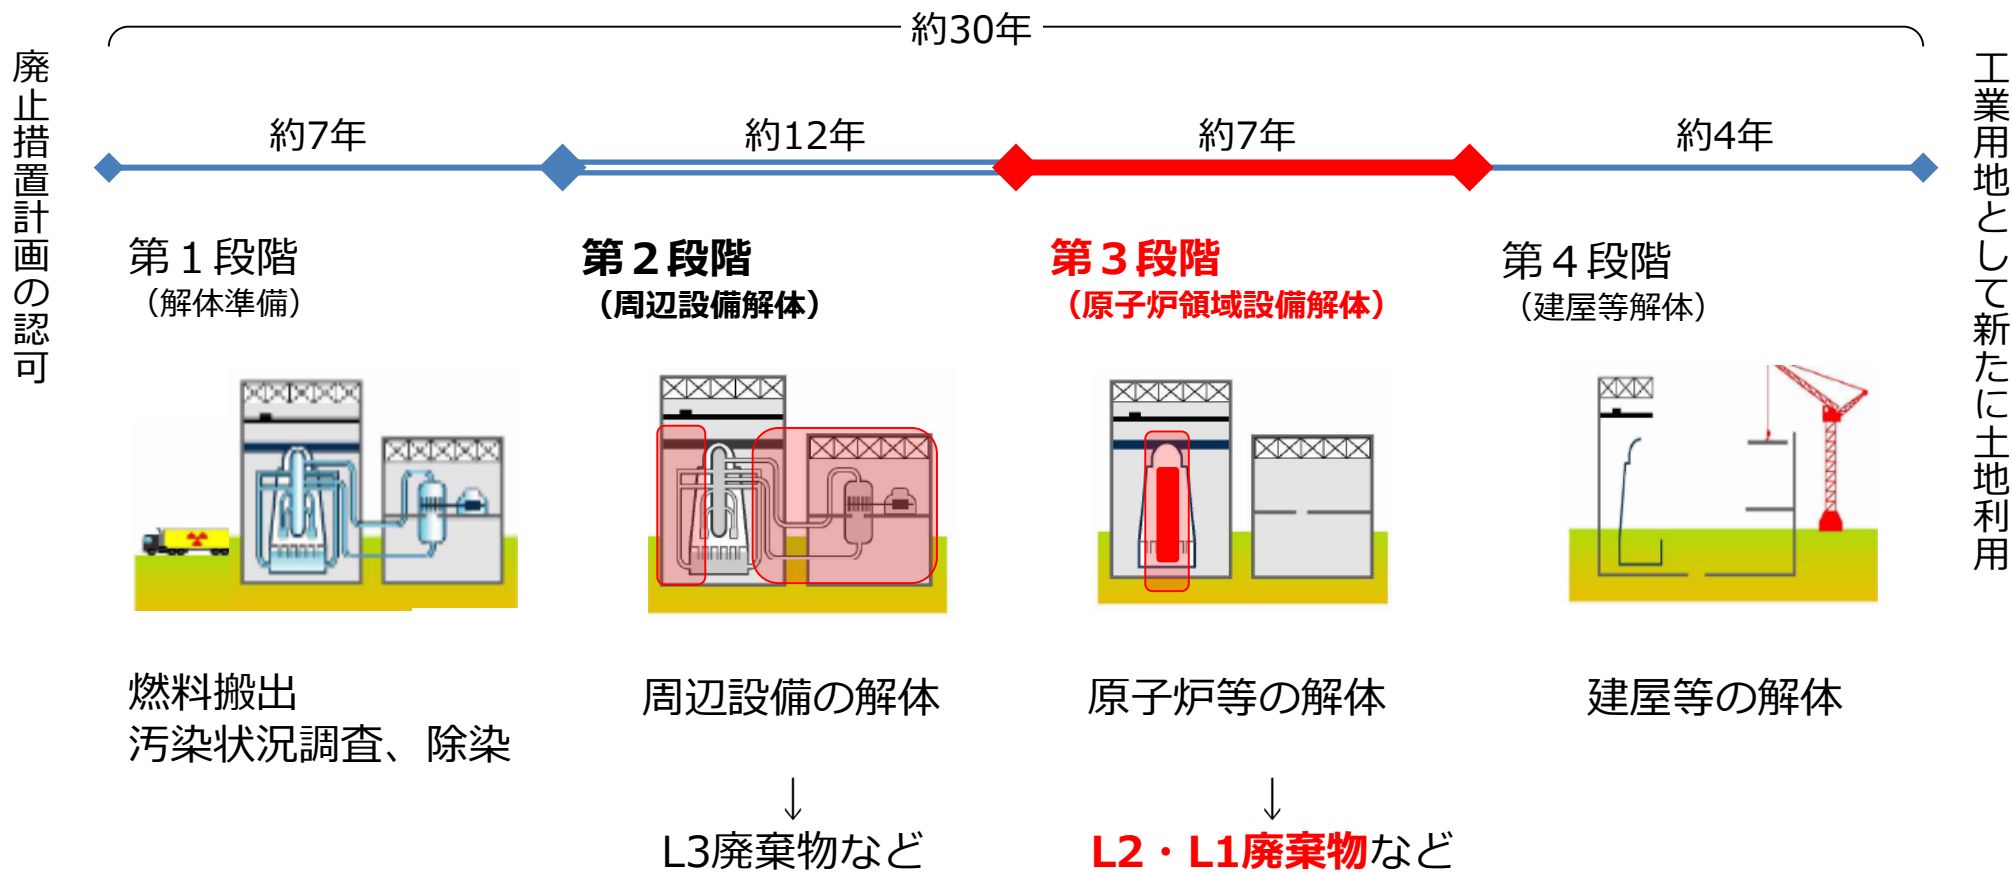 約30年
廃止措置計画の認可
工業用地として新たに土地利用
約7年
約12年
約7年
約4年
第１段階
（解体準備）
第２段階
（周辺設備解体）
第３段階
（原子炉領域設備解体）
第４段階
（建屋等解体）
燃料搬出
汚染状況調査、除染
周辺設備の解体
原子炉等の解体
建屋等の解体
↓
↓
L3廃棄物など
L2・L1廃棄物など